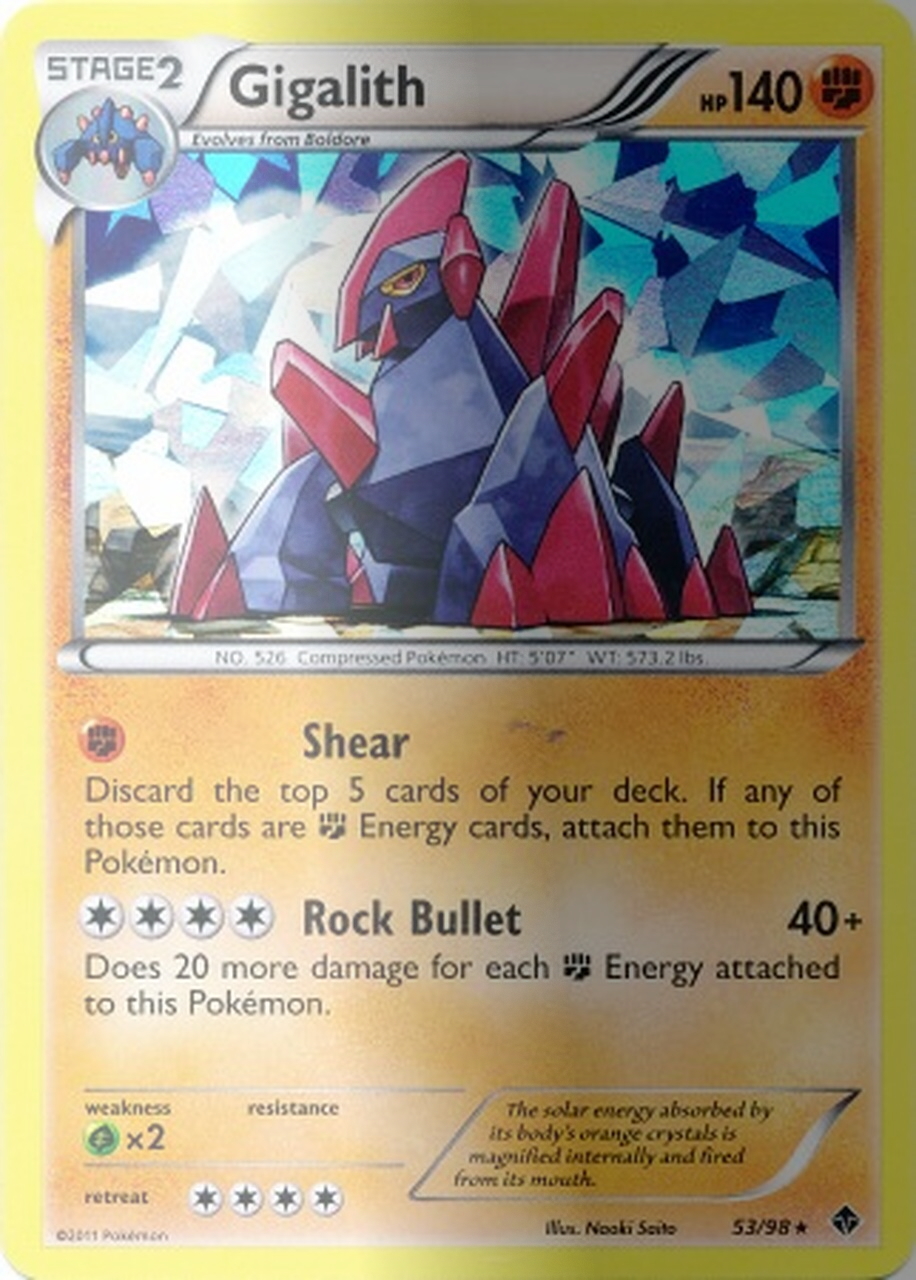 STAGE2 Gigalith HP140
Evolves from Boldore
NO. 526 Compressed Pokémon HT: 5'07" WT: 573.2 lbs.
Shear
Discard the top 5 cards of your deck. If any of
those cards are Energy cards, attach them to this
Pokémon.
Rock Bullet 40+
Does 20 more damage for each Energy attached
to this Pokémon.
weakness resistance
×2
The solar energy absorbed by
its body's orange crystals is
magnified internally and fired
from its mouth.
retreat
©2011 Pokémon Illus. Naoki Saito 53/98